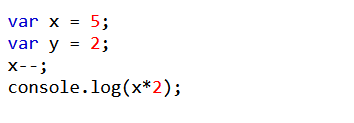 var x = 5;
var y = 2;
x--;
console.log(x*2);